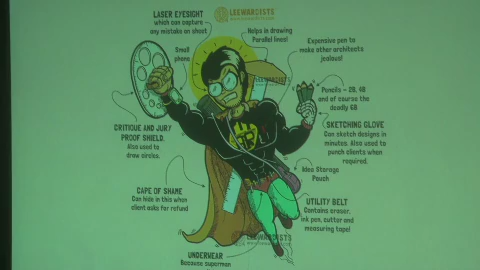 LEEWARDISTS
LASER EYESIGHT
which can capture
any mistake on sheet
Helps in drawing
Parallel lines!
Expensive pen to
make other architects
jealous!
Small
phone
LEEWARDISTS
Pencils - 2B, 4B
and of course the
deadly 6B
CRITIQUE AND JURY
PROOF SHIELD.
Also used to
draw circles.
SKETCHING GLOVE
Can sketch designs in
minutes. Also used to
punch clients when
required.
Idea Storage
Pouch
CAPE OF SHAME
Can hide in this when
client asks for refund
UTILITY BELT
Contains eraser,
ink pen, cutter and
measuring tape!
LEEWARDISTS
UNDERWEAR
Because superman